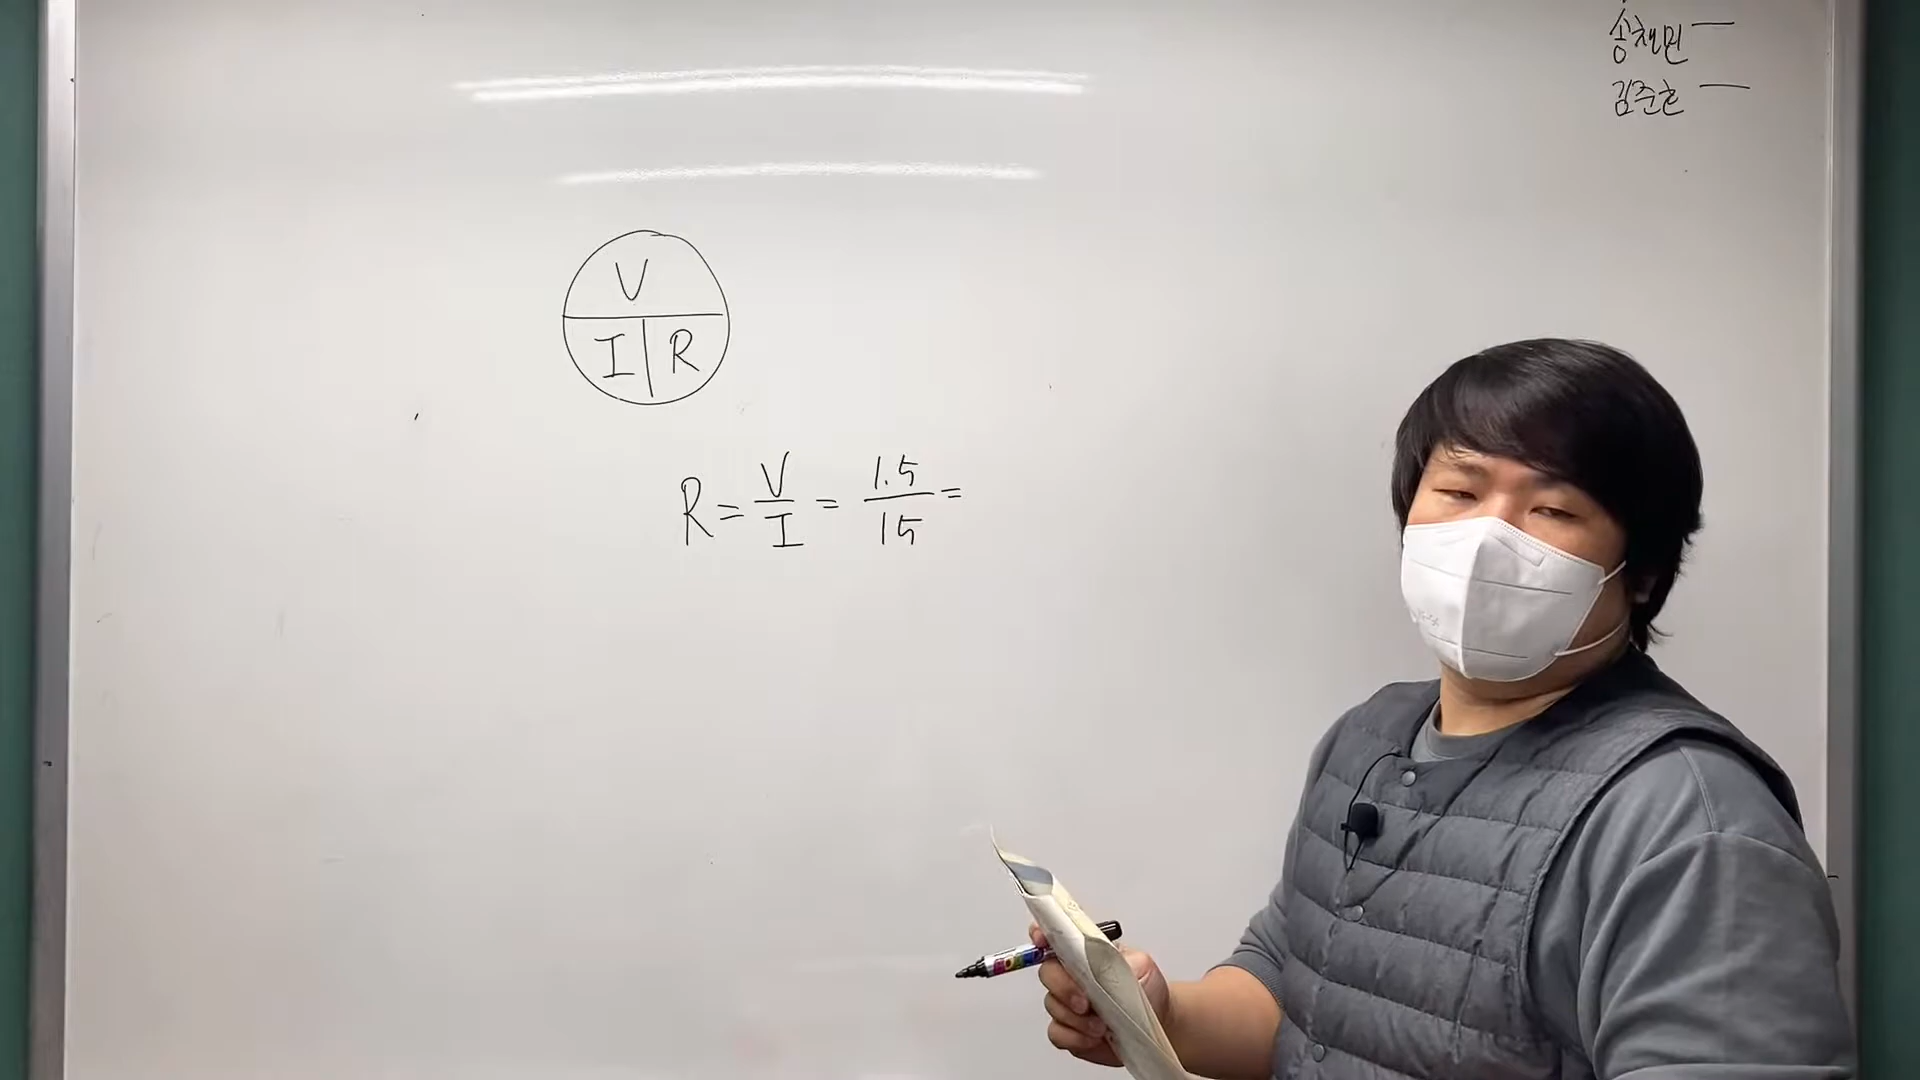 송채민 —
김준호 —
V
I R
R = V/I = 1.5/15 =